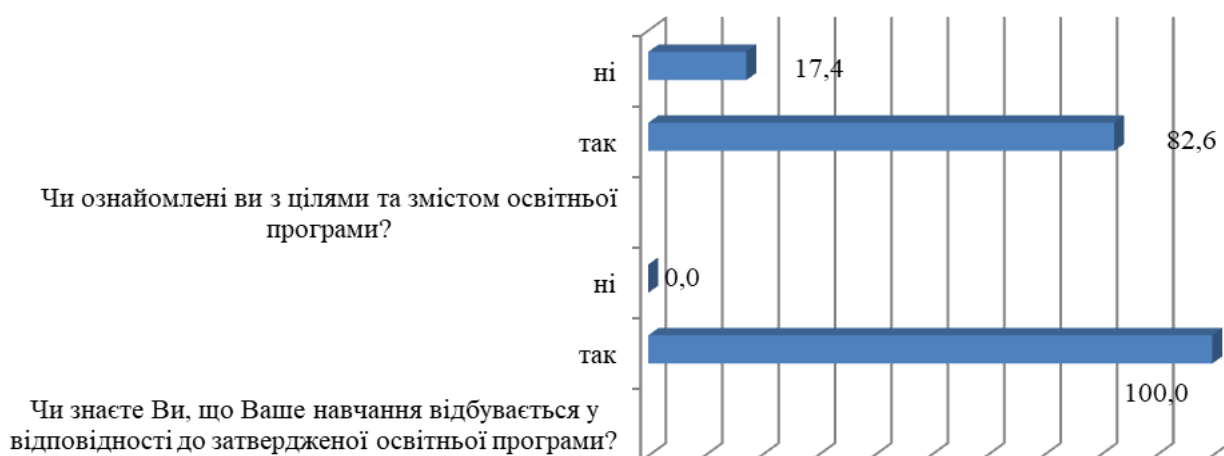 ні
17,4
так
82,6
Чи ознайомлені ви з цілями та змістом освітньої
програми?
ні
0,0
так
100,0
Чи знаєте Ви, що Ваше навчання відбувається у
відповідності до затвердженої освітньої програми?